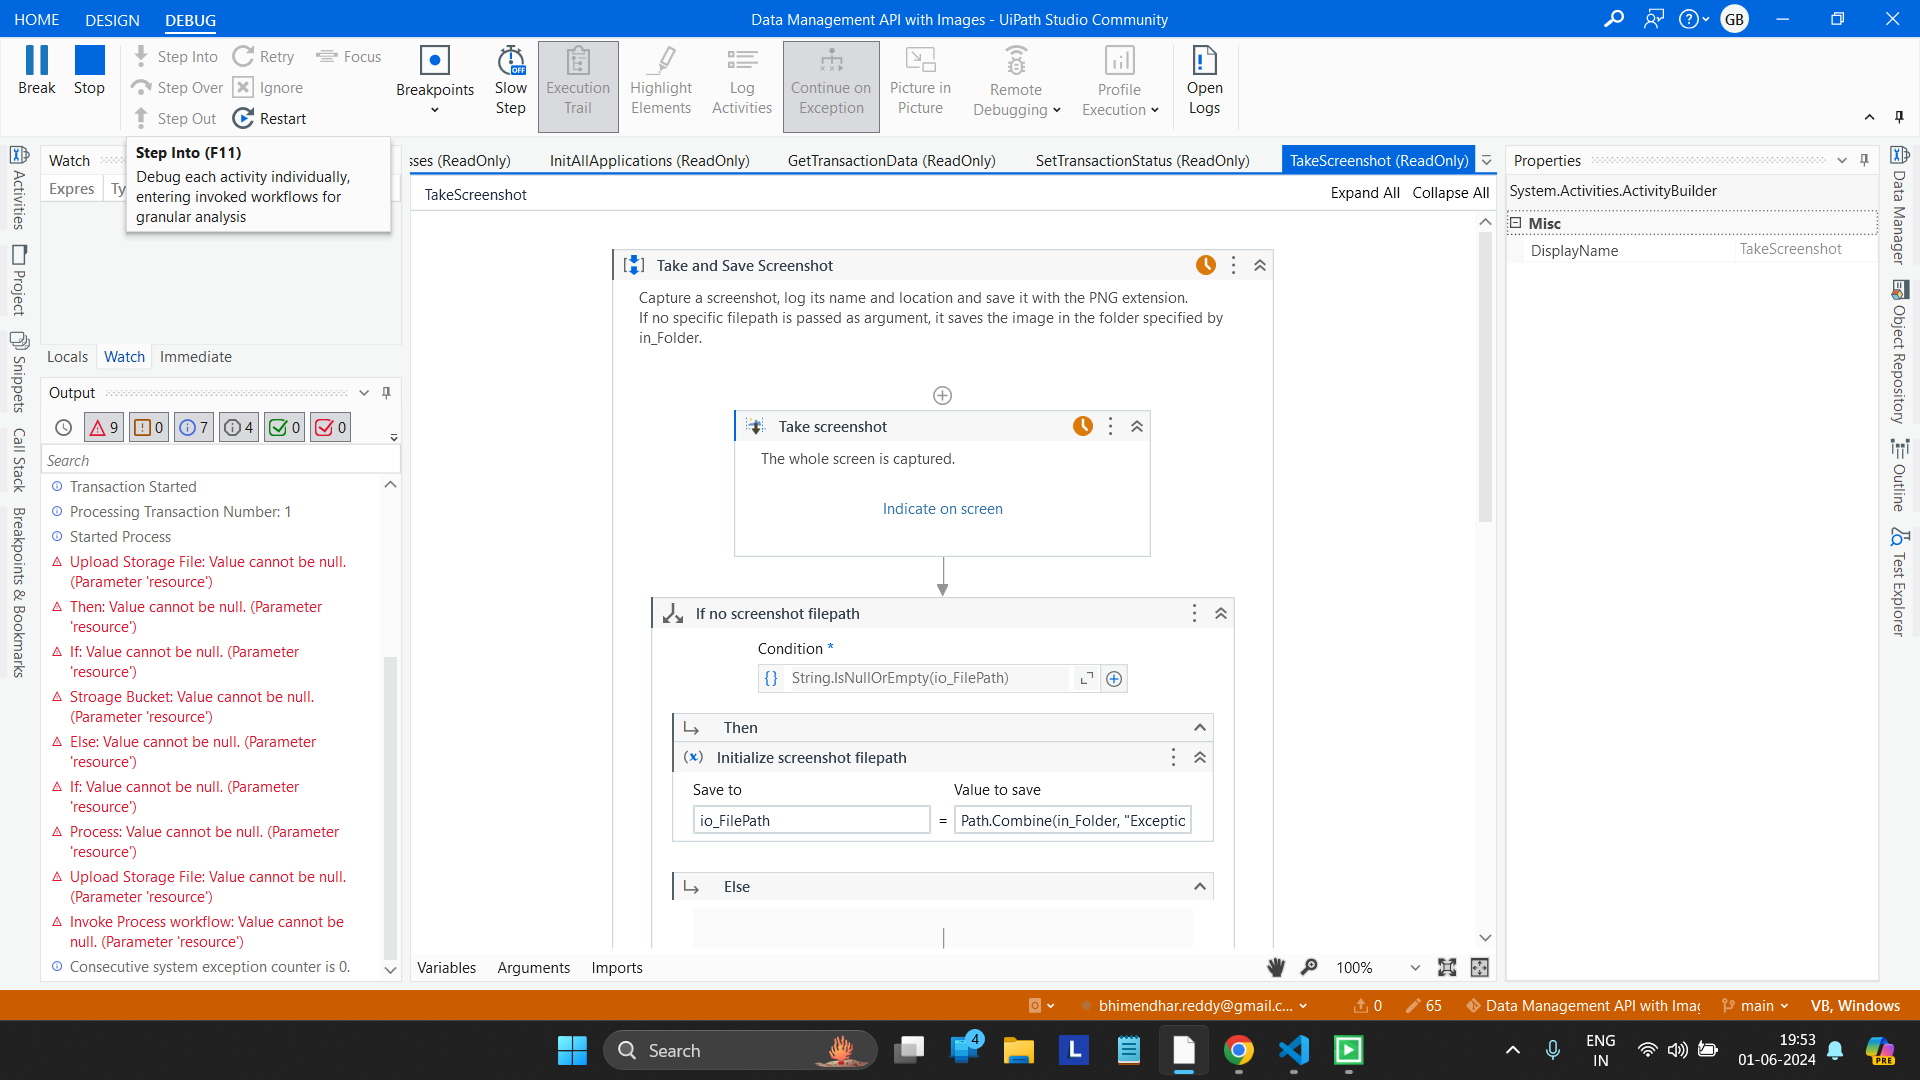 HOME DESIGN DEBUG Data Management API with Images - UiPath Studio Community GB
Break Stop Step Into Retry Focus
Step Over Ignore
Step Out Restart
Breakpoints
Slow Step
OFF
Execution Trail
Highlight Elements
Log Activities
Continue on Exception
Picture in Picture
Remote Debugging
Profile Execution
Open Logs
Step Into (F11)
Debug each activity individually,
entering invoked workflows for
granular analysis
Activities
Project
Snippets
Call Stack
Breakpoints & Bookmarks
Watch
Expres Ty
Locals Watch Immediate
Output
9 0 7 4 0 0
Search
Transaction Started
Processing Transaction Number: 1
Started Process
Upload Storage File: Value cannot be null.
(Parameter 'resource')
Then: Value cannot be null. (Parameter
'resource')
If: Value cannot be null. (Parameter
'resource')
Stroage Bucket: Value cannot be null.
(Parameter 'resource')
Else: Value cannot be null. (Parameter
'resource')
If: Value cannot be null. (Parameter
'resource')
Process: Value cannot be null. (Parameter
'resource')
Upload Storage File: Value cannot be null.
(Parameter 'resource')
Invoke Process workflow: Value cannot be
null. (Parameter 'resource')
Consecutive system exception counter is 0.
sses (ReadOnly) InitAllApplications (ReadOnly) GetTransactionData (ReadOnly) SetTransactionStatus (ReadOnly) TakeScreenshot (ReadOnly)
TakeScreenshot Expand All Collapse All
Take and Save Screenshot
Capture a screenshot, log its name and location and save it with the PNG extension.
If no specific filepath is passed as argument, it saves the image in the folder specified by
in_Folder.
Take screenshot
The whole screen is captured.
Indicate on screen
If no screenshot filepath
Condition *
{} String.IsNullOrEmpty(io_FilePath)
Then
(x) Initialize screenshot filepath
Save to Value to save
io_FilePath = Path.Combine(in_Folder, "Exceptic
Else
Variables Arguments Imports 100%
Properties
System.Activities.ActivityBuilder
Misc
DisplayName TakeScreenshot
Data Manager
Object Repository
Outline
Test Explorer
bhimendhar.reddy@gmail.c... 0 65 Data Management API with Imag main VB, Windows
Search 4 L ENG
IN
19:53
01-06-2024
PRE